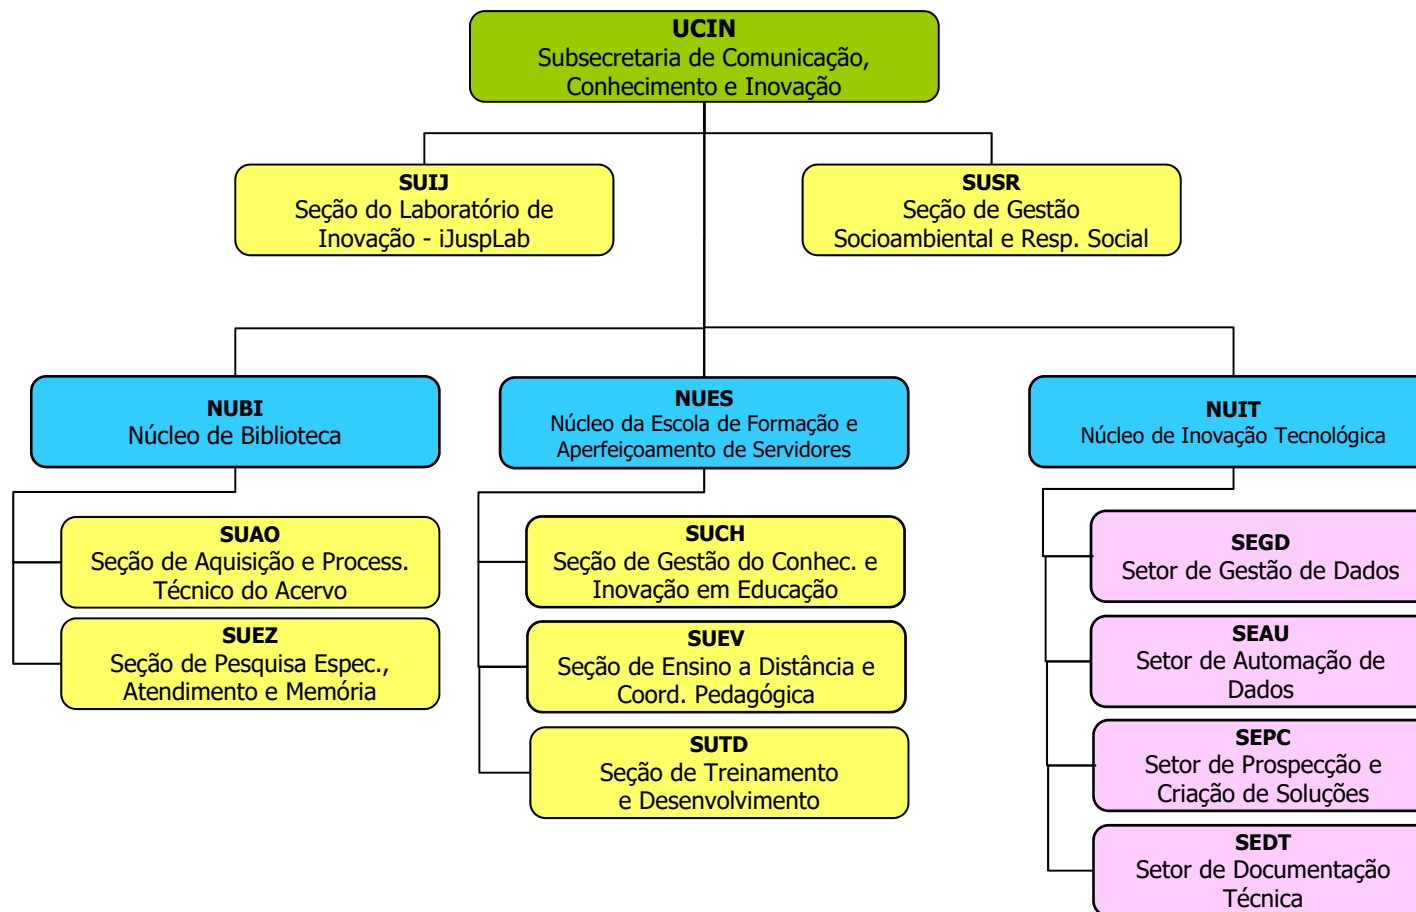 UCIN
Subsecretaria de Comunicação,
Conhecimento e Inovação
SUIJ
Seção do Laboratório de
Inovação - iJuspLab
SUSR
Seção de Gestão
Socioambiental e Resp. Social
NUBI
Núcleo de Biblioteca
NUES
Núcleo da Escola de Formação e
Aperfeiçoamento de Servidores
NUIT
Núcleo de Inovação Tecnológica
SUAO
Seção de Aquisição e Process.
Técnico do Acervo
SUEZ
Seção de Pesquisa Espec.,
Atendimento e Memória
SUCH
Seção de Gestão do Conhec. e
Inovação em Educação
SUEV
Seção de Ensino a Distância e
Coord. Pedagógica
SUTD
Seção de Treinamento
e Desenvolvimento
SEGD
Setor de Gestão de Dados
SEAU
Setor de Automação de
Dados
SEPC
Setor de Prospecção e
Criação de Soluções
SEDT
Setor de Documentação
Técnica